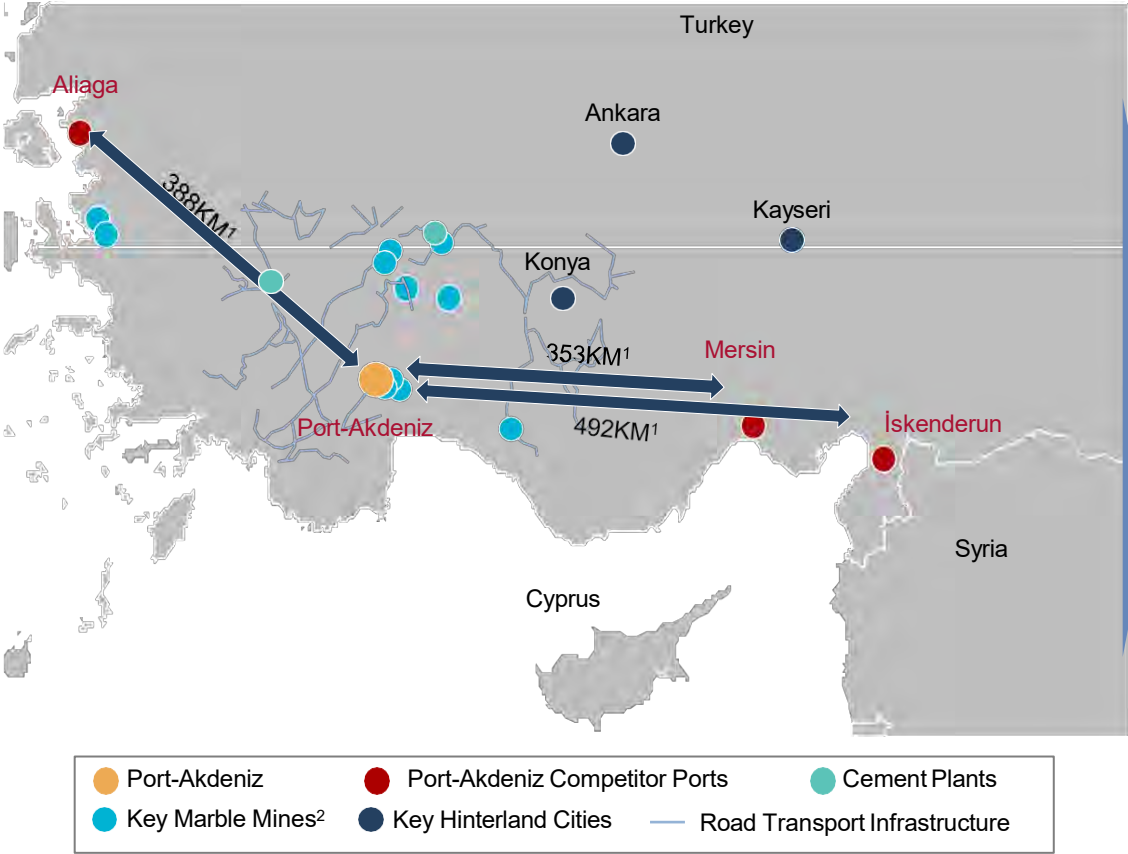 Turkey
Aliaga
Ankara
388KM¹
Kayseri
Konya
353KM¹
Mersin
Port-Akdeniz
492KM¹
İskenderun
Syria
Cyprus
Port-Akdeniz
Port-Akdeniz Competitor Ports
Cement Plants
Key Marble Mines²
Key Hinterland Cities
Road Transport Infrastructure